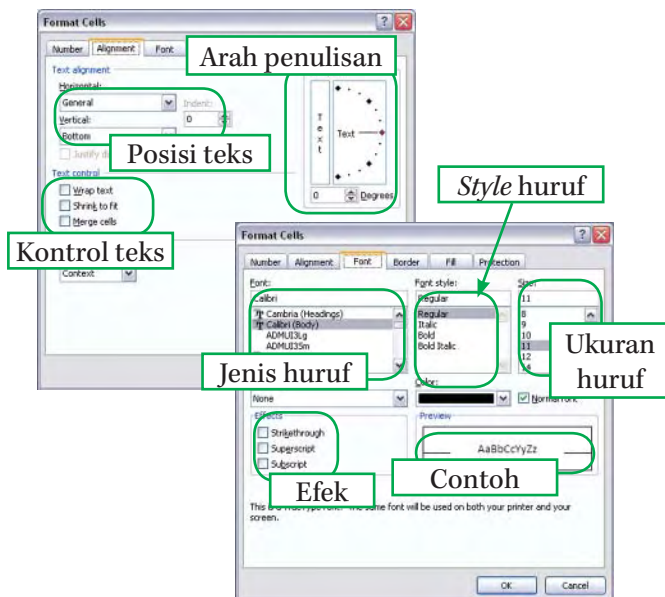 Format Cells
Number Alignment Font
Arah penulisan
Text alignment
Horizontal:
General
Indent:
Vertical:
0
Bottom
Posisi teks
Text
Text
0 Degrees
Text control
Wrap text
Shrink to fit
Merge cells
Kontrol teks
Context
Style huruf
Format Cells
Number Alignment Font Border Fill Protection
Font: Font style: Size:
Calibri Regular 11
Cambria (Headings)
Calibri (Body)
ADMUI3Lg
ADMUI3Sm
Regular
Italic
Bold
Bold Italic
8
9
10
11
12
14
Jenis huruf
Ukuran
huruf
Color:
None
Normal font
Effects
Preview
Strikethrough
Superscript
Subscript
AaBbCcYyZz
Efek
Contoh
This is a TrueType font. The same font will be used on both your printer and your
screen.
OK Cancel